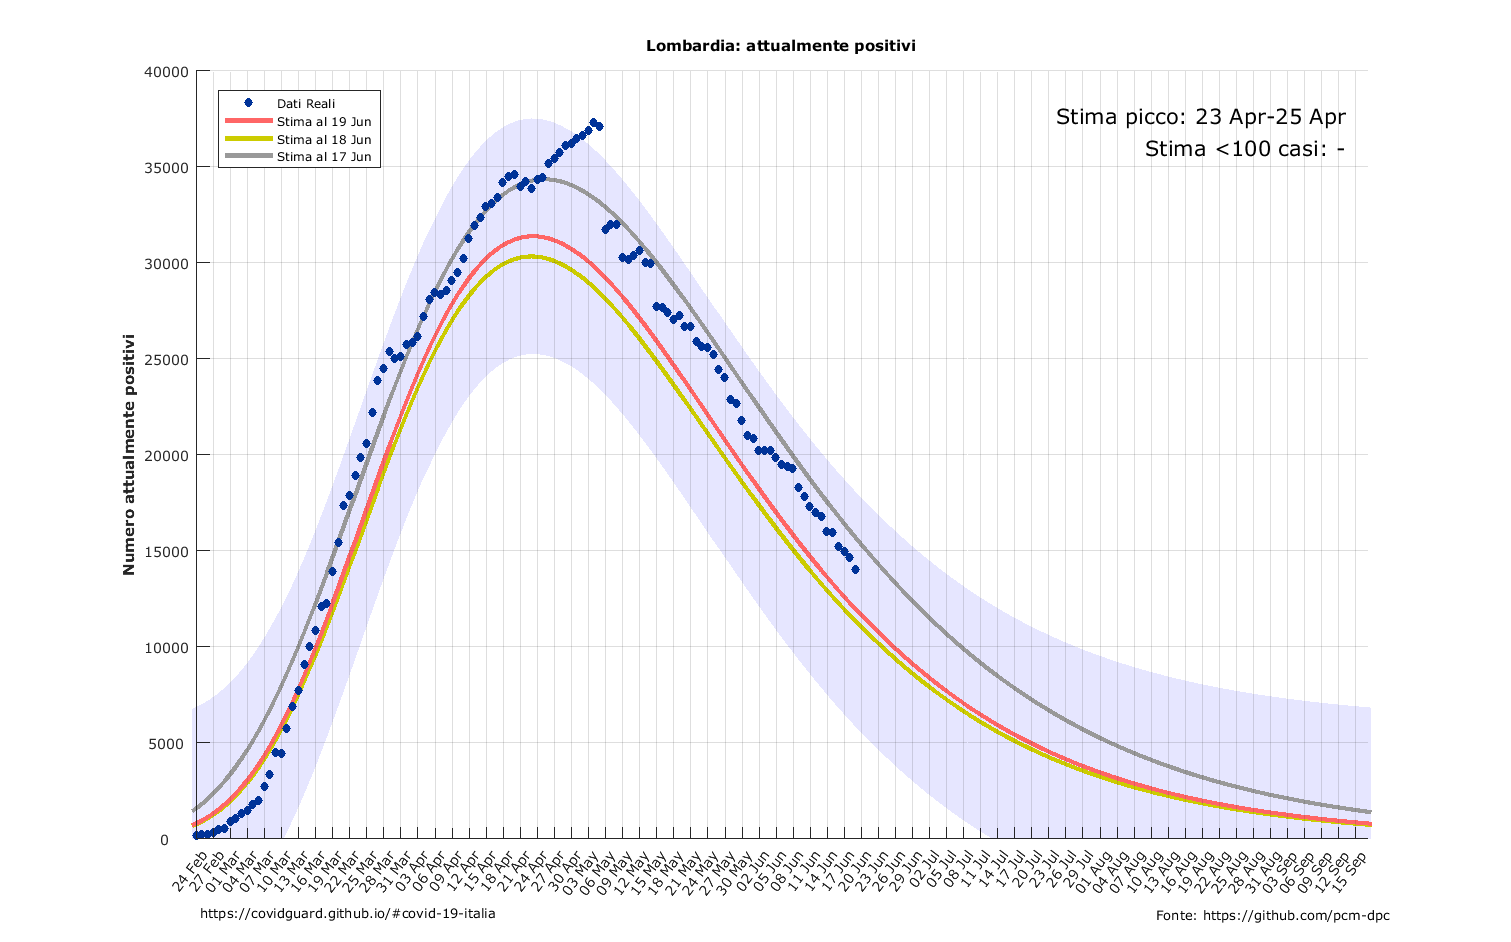 Lombardia: attualmente positivi
40000
35000
30000
25000
20000
15000
10000
5000
0
Numero attualmente positivi
Dati Reali
Stima al 19 Jun
Stima al 18 Jun
Stima al 17 Jun
Stima picco: 23 Apr-25 Apr
Stima <100 casi: -
24 Feb
27 Feb
01 Mar
04 Mar
07 Mar
10 Mar
13 Mar
16 Mar
19 Mar
22 Mar
25 Mar
28 Mar
31 Mar
03 Apr
06 Apr
09 Apr
12 Apr
15 Apr
18 Apr
21 Apr
24 Apr
27 Apr
30 Apr
03 May
06 May
09 May
12 May
15 May
18 May
21 May
24 May
27 May
30 May
02 Jun
05 Jun
08 Jun
11 Jun
14 Jun
17 Jun
20 Jun
23 Jun
26 Jun
29 Jun
02 Jul
05 Jul
08 Jul
11 Jul
14 Jul
17 Jul
20 Jul
23 Jul
26 Jul
29 Jul
01 Aug
04 Aug
07 Aug
10 Aug
13 Aug
16 Aug
19 Aug
22 Aug
25 Aug
28 Aug
31 Aug
03 Sep
06 Sep
09 Sep
12 Sep
15 Sep
https://covidguard.github.io/#covid-19-italia
Fonte: https://github.com/pcm-dpc